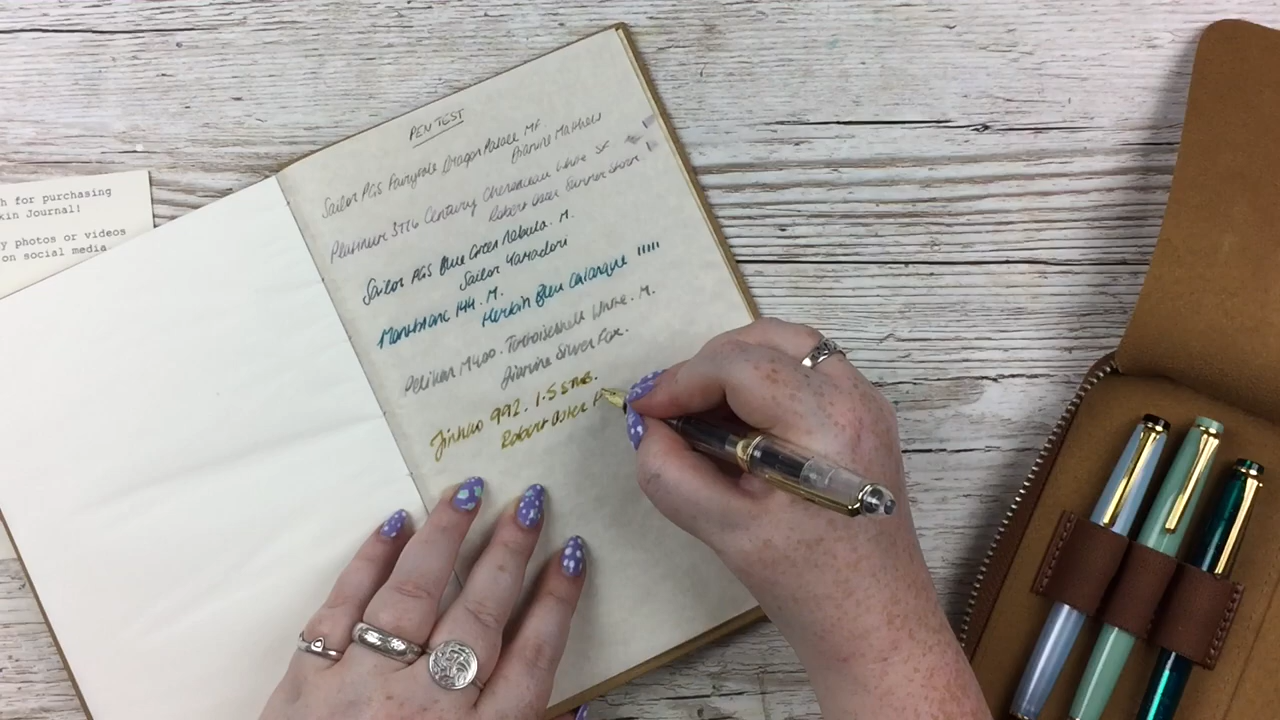 h for purchasing
kin Journal!
y photos or videos
on social media
PEN TEST
Sailor PGS Fairytale Dragon Palace MF.
Diamine Matthew
Platinum 3776 Century Chenonceau White SF
Robert Oster Summer Storm
Sailor PGS Blue Green Nebula. M.
Sailor Yamadori
Montblanc 144. M.
Herbin Bleu Calanque
Pelikan M400. Tortoiseshell White. M.
Diamine Silver Fox.
Jinhao 992. 1.5 STUB.
Robert Oster